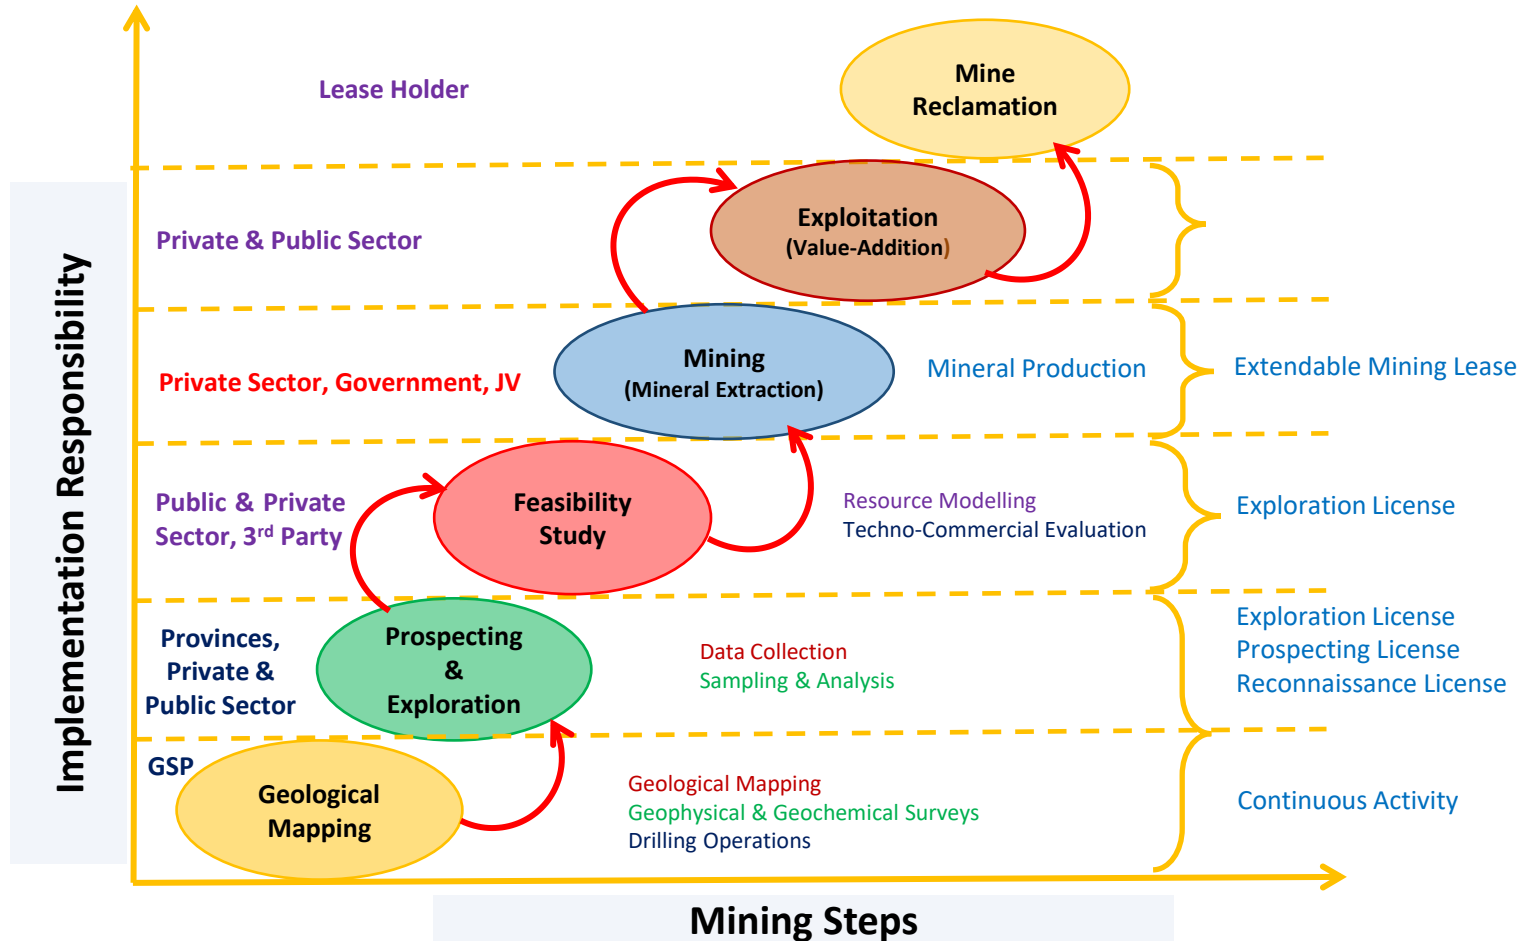 Lease Holder
Mine
Reclamation
Private & Public Sector
Exploitation
(Value-Addition)
Private Sector, Government, JV
Mining
(Mineral Extraction)
Mineral Production
Extendable Mining Lease
Public & Private
Sector, 3rd Party
Feasibility
Study
Resource Modelling
Techno-Commercial Evaluation
Exploration License
Provinces,
Private &
Public Sector
Prospecting
&
Exploration
Data Collection
Sampling & Analysis
Exploration License
Prospecting License
Reconnaissance License
GSP
Geological
Mapping
Geological Mapping
Geophysical & Geochemical Surveys
Drilling Operations
Continuous Activity
Implementation Responsibility
Mining Steps